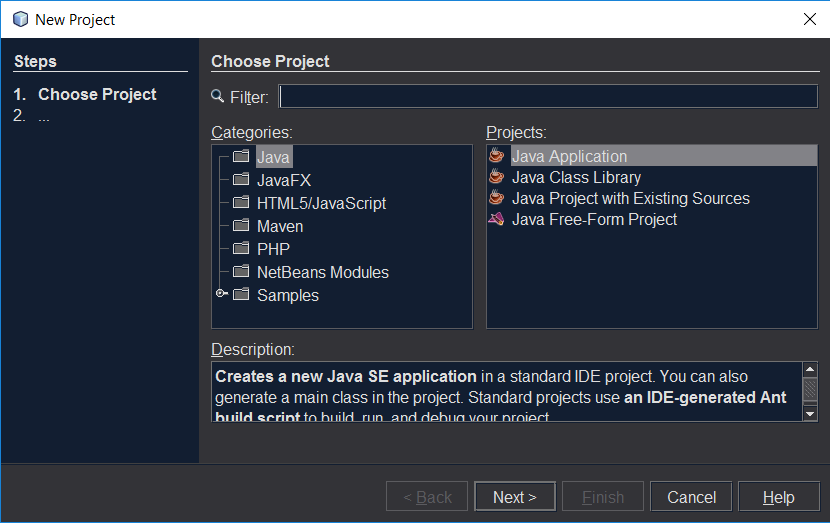 New Project
Steps
1. Choose Project
2. ...
Choose Project
Filter:
Categories:
Java
JavaFX
HTML5/JavaScript
Maven
PHP
NetBeans Modules
Samples
Projects:
Java Application
Java Class Library
Java Project with Existing Sources
Java Free-Form Project
Description:
Creates a new Java SE application in a standard IDE project. You can also
generate a main class in the project. Standard projects use an IDE-generated Ant
build script to build, run, and debug your project.
< Back
Next >
Finish
Cancel
Help